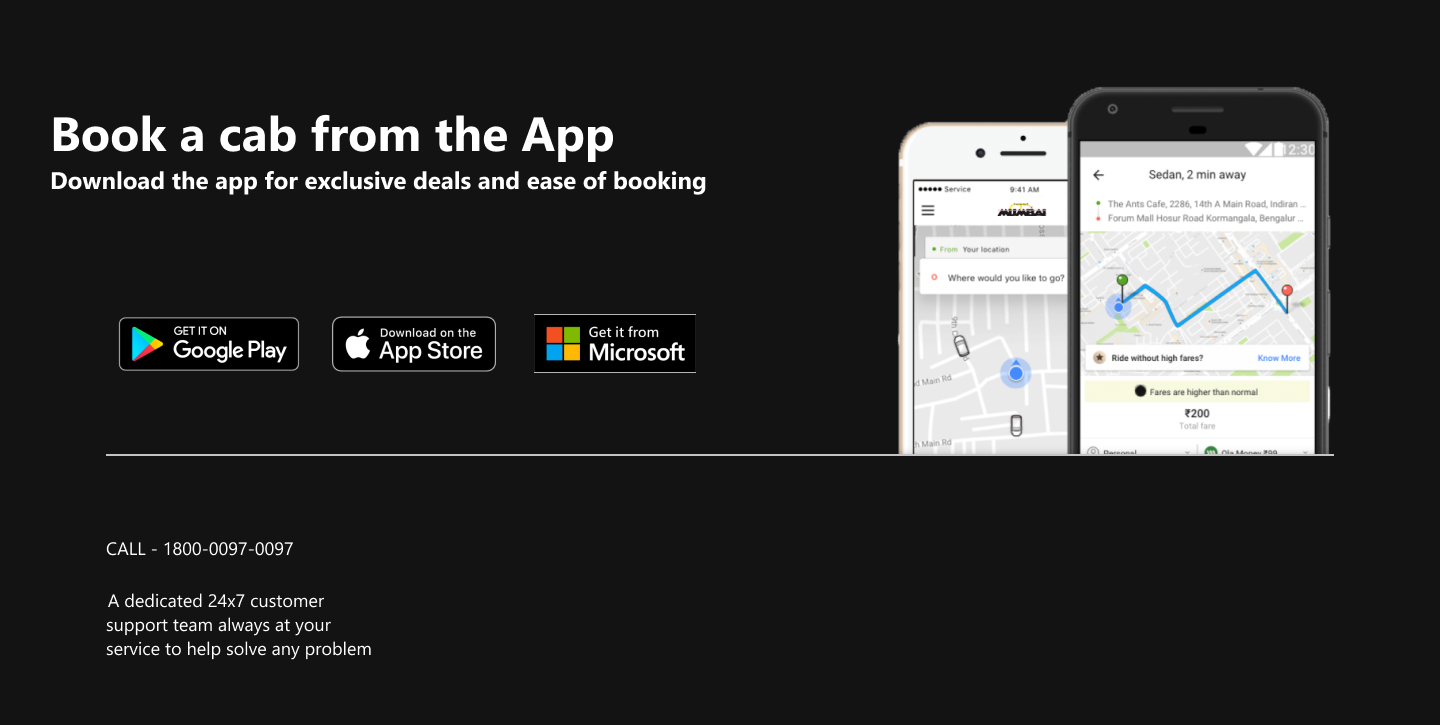 Book a cab from the App
Download the app for exclusive deals and ease of booking
GET IT ON
Google Play
Download on the
App Store
Get it from
Microsoft
Service
9:41 AM
MUMBAI
From Your location
Where would you like to go?
9th C
d Main Rd
h Main Rd
12:30
Sedan, 2 min away
The Ants Cafe, 2286, 14th A Main Road, Indiran ...
Forum Mall Hosur Road Kormangala, Bengalur ...
Ride without high fares?
Know More
Fares are higher than normal
₹200
Total fare
Personal
Ola Money ₹99
CALL - 1800-0097-0097
A dedicated 24x7 customer
support team always at your
service to help solve any problem